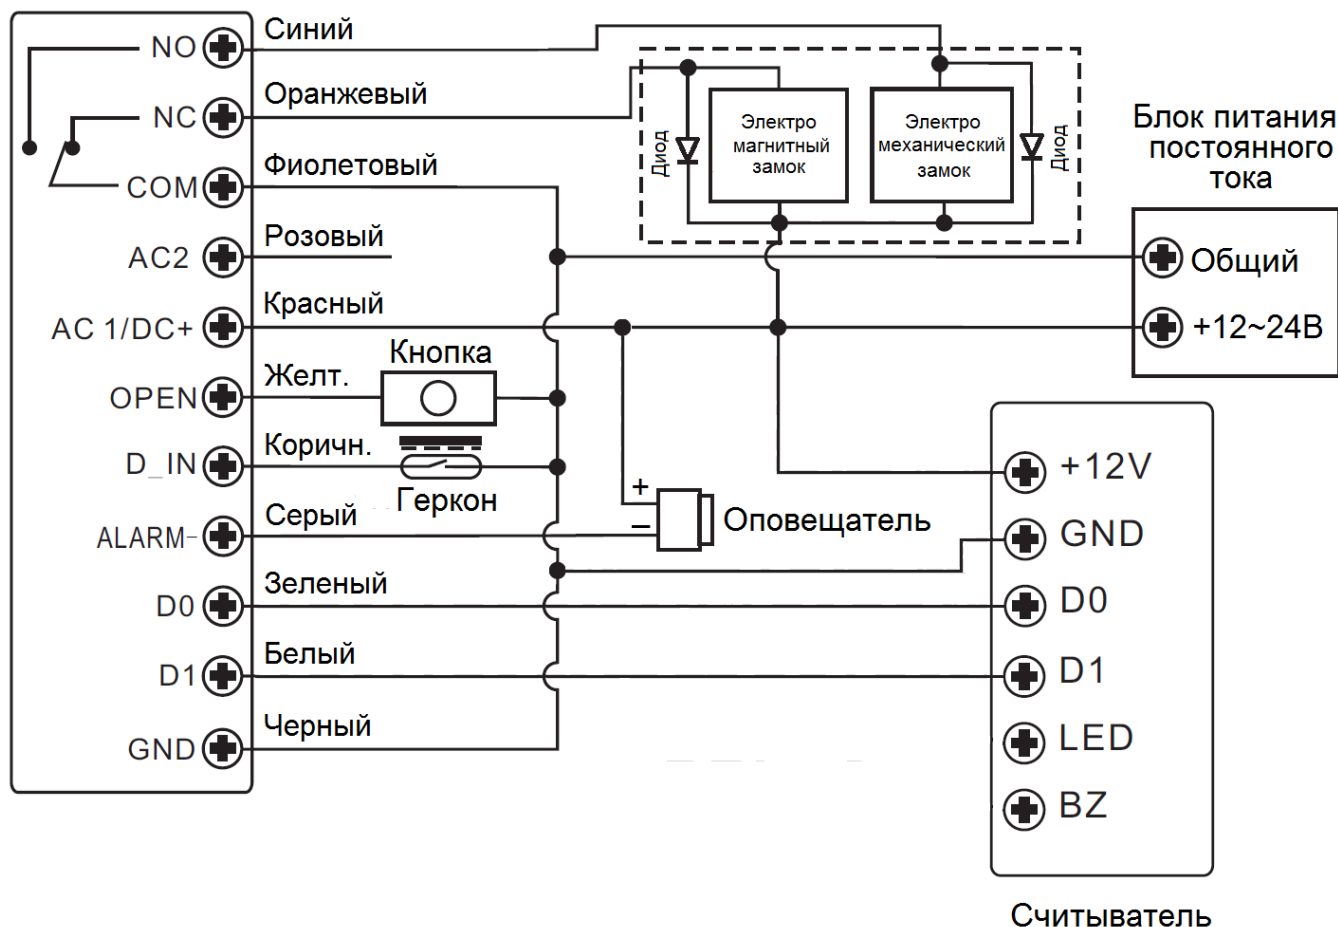 NO
Синий
NC
Оранжевый
COM
Фиолетовый
AC2
Розовый
AC 1/DC+
Красный
OPEN
Желт.
Кнопка
D_IN
Коричн.
Геркон
ALARM-
Серый
+
–
Оповещатель
D0
Зеленый
D1
Белый
GND
Черный
Диод
Электро
магнитный
замок
Электро
механический
замок
Диод
Блок питания
постоянного
тока
Общий
+12~24В
+12V
GND
D0
D1
LED
BZ
Считыватель